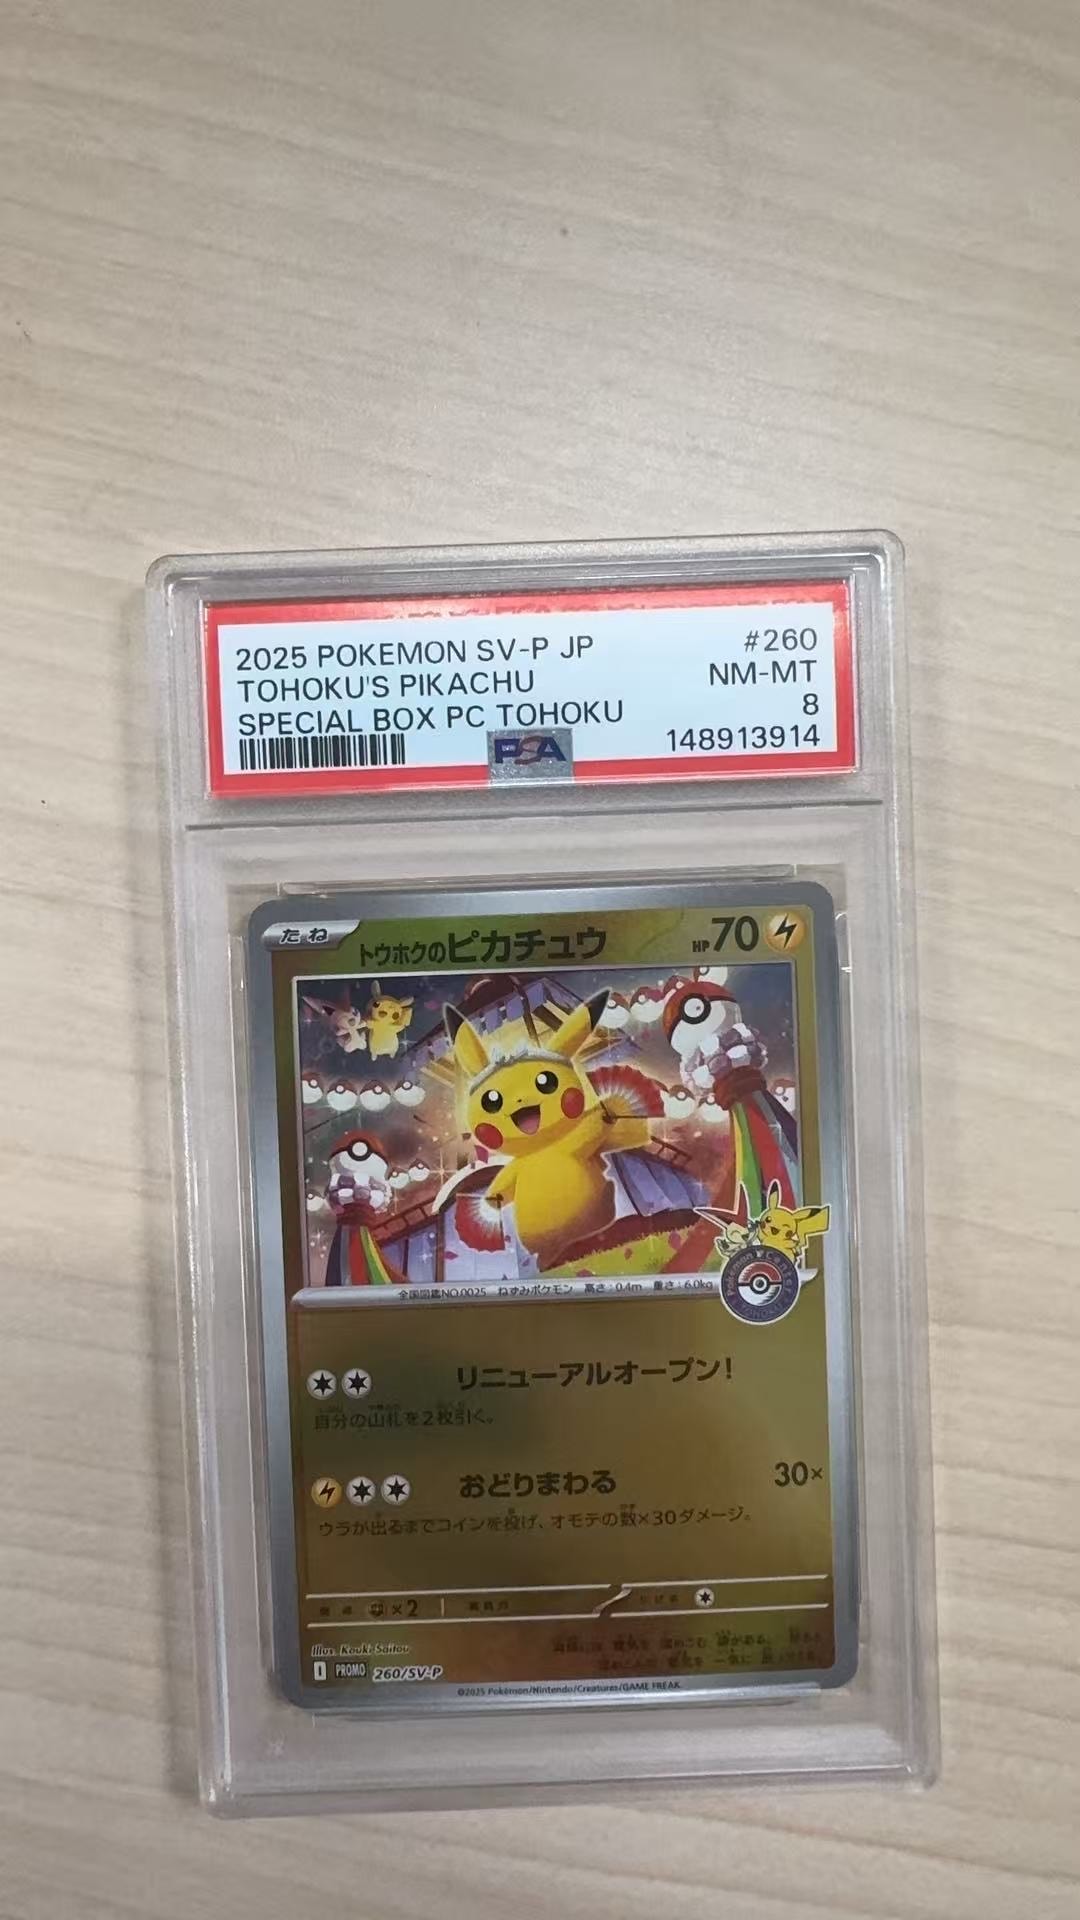 2025 POKEMON SV-P JP
#260
TOHOKU'S PIKACHU
NM-MT
SPECIAL BOX PC TOHOKU
8
PSA
148913914
たね
トウホクのピカチュウ
HP70
全国図鑑NO.0025 ねずみポケモン 高さ:0.4m 重さ:6.0kg
Pokémon Center
TOHOKU
リニューアルオープン!
自分の山札を2枚引く。
おどりまわる
30×
ウラが出るまでコインを投げ、オモテの数×30ダメージ。
×2
Illus. Kouki Saitou
I PROMO 260/SV-P
©2025 Pokémon/Nintendo/Creatures/GAME FREAK